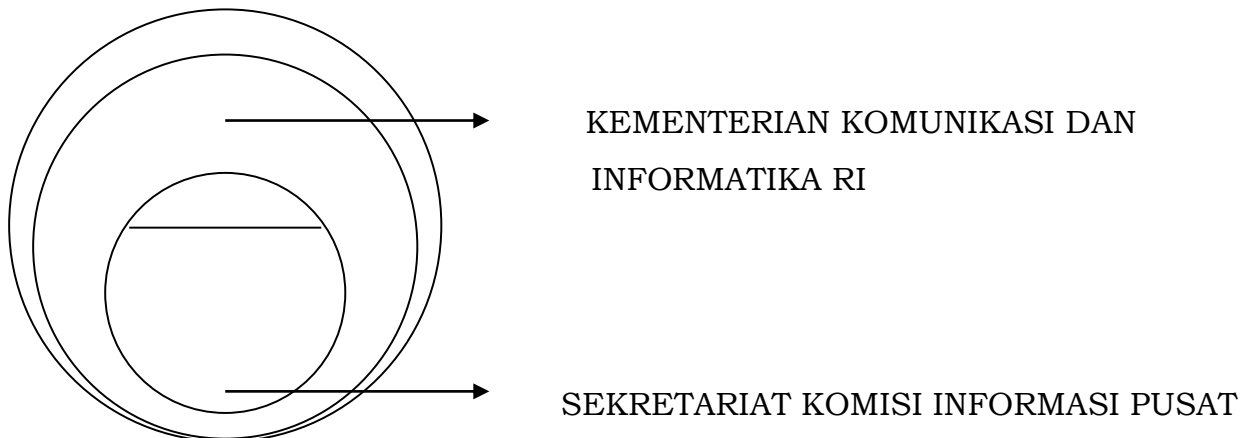 KEMENTERIAN KOMUNIKASI DAN
INFORMATIKA RI
SEKRETARIAT KOMISI INFORMASI PUSAT